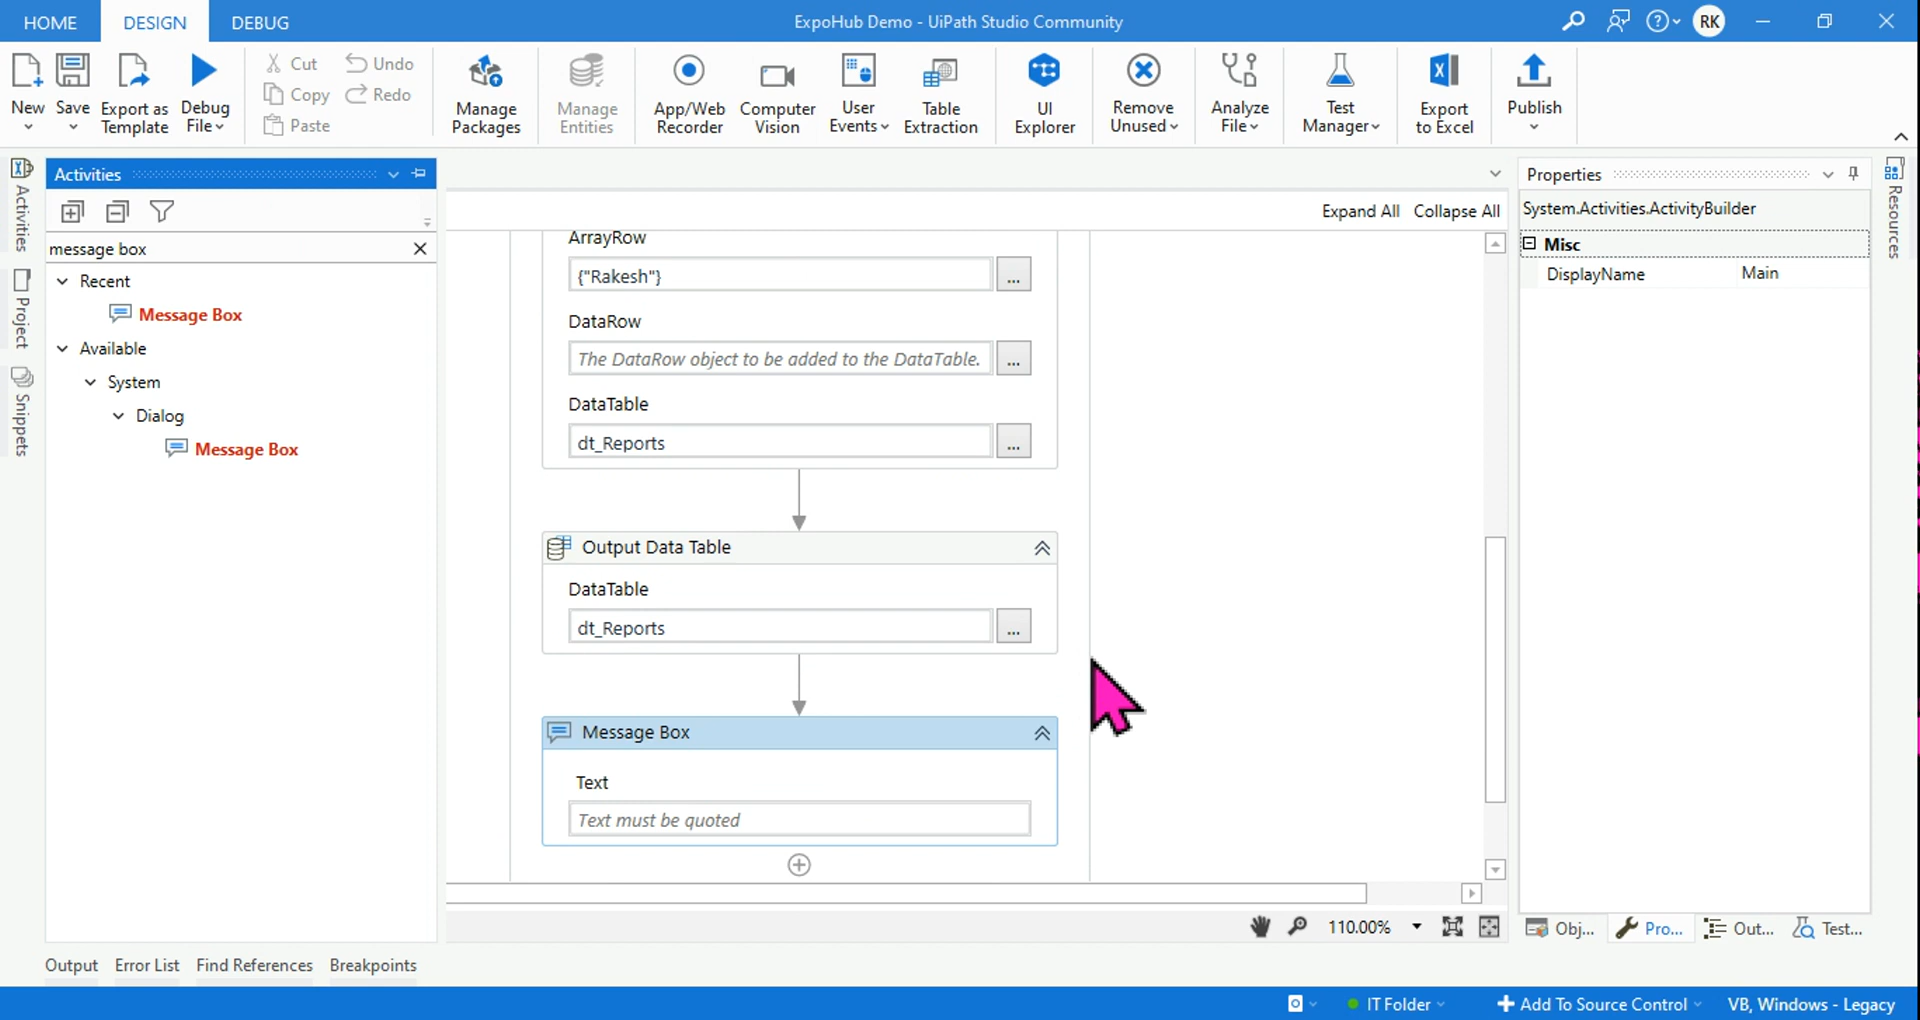 HOME DESIGN DEBUG ExpoHub Demo - UiPath Studio Community RK
New Save Export as Template Debug File
Cut Copy Paste Undo Redo
Manage Packages
Manage Entities
App/Web Recorder
Computer Vision
User Events
Table Extraction
UI Explorer
Remove Unused
Analyze File
Test Manager
Export to Excel
Publish
Activities
Project
Snippets
Activities
message box
Recent
Message Box
Available
System
Dialog
Message Box
Expand All Collapse All
ArrayRow
{"Rakesh"}
...
DataRow
The DataRow object to be added to the DataTable.
...
DataTable
dt_Reports
...
Output Data Table
DataTable
dt_Reports
...
Message Box
Text
Text must be quoted
110.00%
Properties
System.Activities.ActivityBuilder
Misc
DisplayName Main
Resources
Obj... Pro... Out... Test...
Output Error List Find References Breakpoints
IT Folder Add To Source Control VB, Windows - Legacy